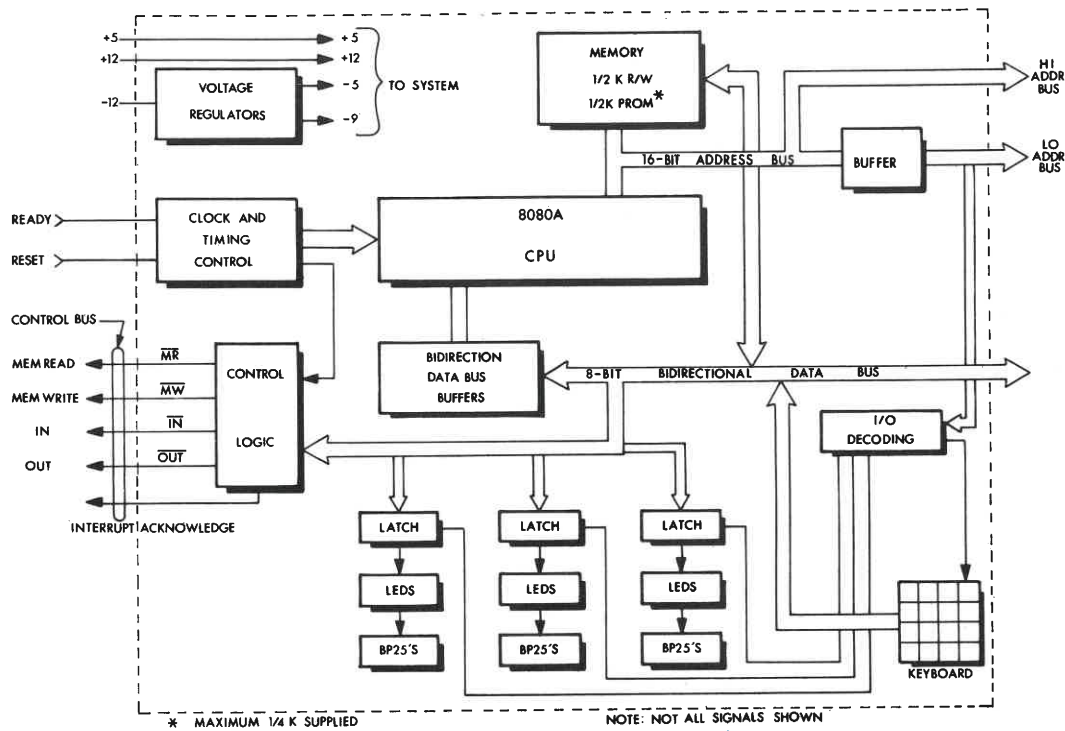 +5
+5
+12
+12
-12
VOLTAGE
REGULATORS
-5
-9
TO SYSTEM
MEMORY
1/2 K R/W
1/2K PROM*
HI
ADDR
BUS
16-BIT ADDRESS BUS
BUFFER
LO
ADDR
BUS
READY
RESET
CLOCK AND
TIMING
CONTROL
8080A
CPU
CONTROL BUS
MEM READ
MR
MEM WRITE
MW
IN
IN
OUT
OUT
INTERRUPT ACKNOWLEDGE
CONTROL
LOGIC
BIDIRECTION
DATA BUS
BUFFERS
8-BIT BIDIRECTIONAL DATA BUS
I/O
DECODING
LATCH
LATCH
LATCH
LEDS
LEDS
LEDS
BP25'S
BP25'S
BP25'S
KEYBOARD
* MAXIMUM 1/4 K SUPPLIED
NOTE: NOT ALL SIGNALS SHOWN